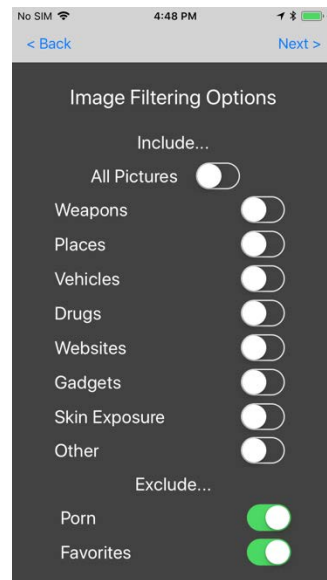 No SIM 4:48 PM
< Back Next >
Image Filtering Options
Include...
All Pictures
Weapons
Places
Vehicles
Drugs
Websites
Gadgets
Skin Exposure
Other
Exclude...
Porn
Favorites